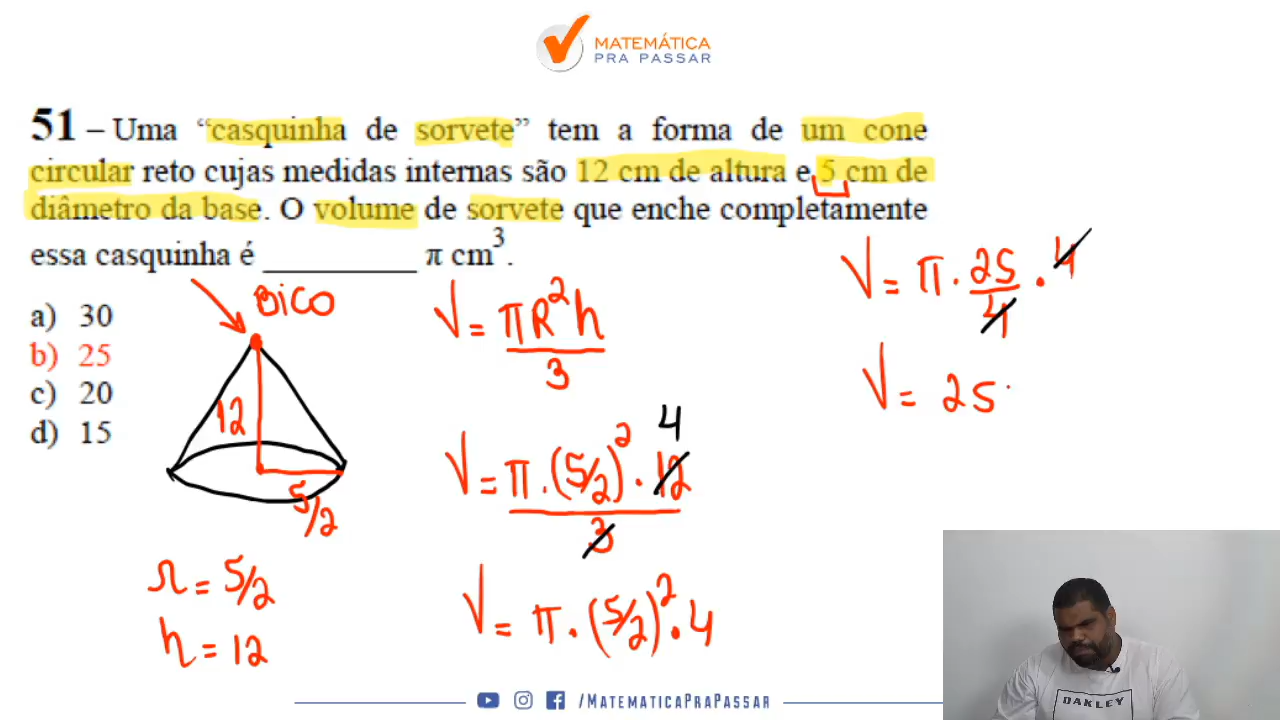 MATEMÁTICA
PRA PASSAR
51 – Uma “casquinha de sorvete” tem a forma de um cone
circular reto cujas medidas internas são 12 cm de altura e 5 cm de
diâmetro da base. O volume de sorvete que enche completamente
essa casquinha é __________ π cm³.
a) 30
b) 25
c) 20
d) 15
BICO
12
5/2
r = 5/2
h = 12
V = πR²h
3
4
V = π · (5/2)² · 12
3
V = π · (5/2)² · 4
V = π · 25/4 · 4
V = 25
/MATEMATICAPRAPASSAR
OAKLEY